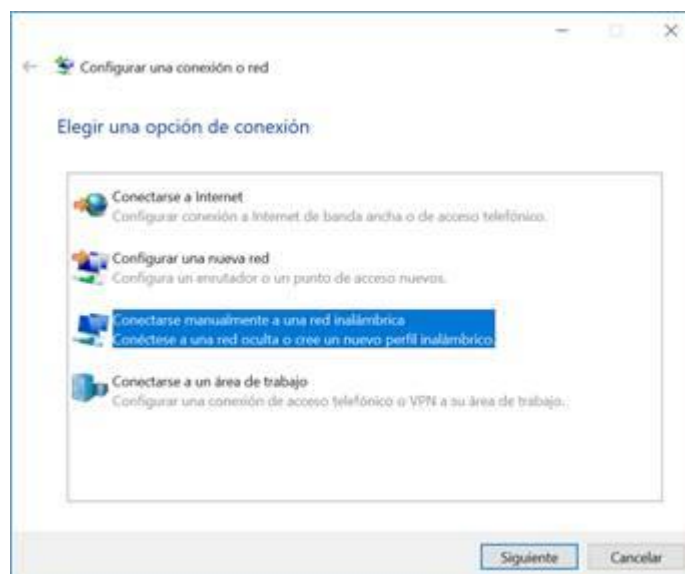 Configurar una conexión o red
Elegir una opción de conexión
Conectarse a Internet
Configurar conexión a Internet de banda ancha o de acceso telefónico.
Configurar una nueva red
Configura un enrutador o un punto de acceso nuevos.
Conectarse manualmente a una red inalámbrica
Conéctese a una red oculta o cree un nuevo perfil inalámbrico.
Conectarse a un área de trabajo
Configurar una conexión de acceso telefónico o VPN a su área de trabajo.
Siguiente Cancelar